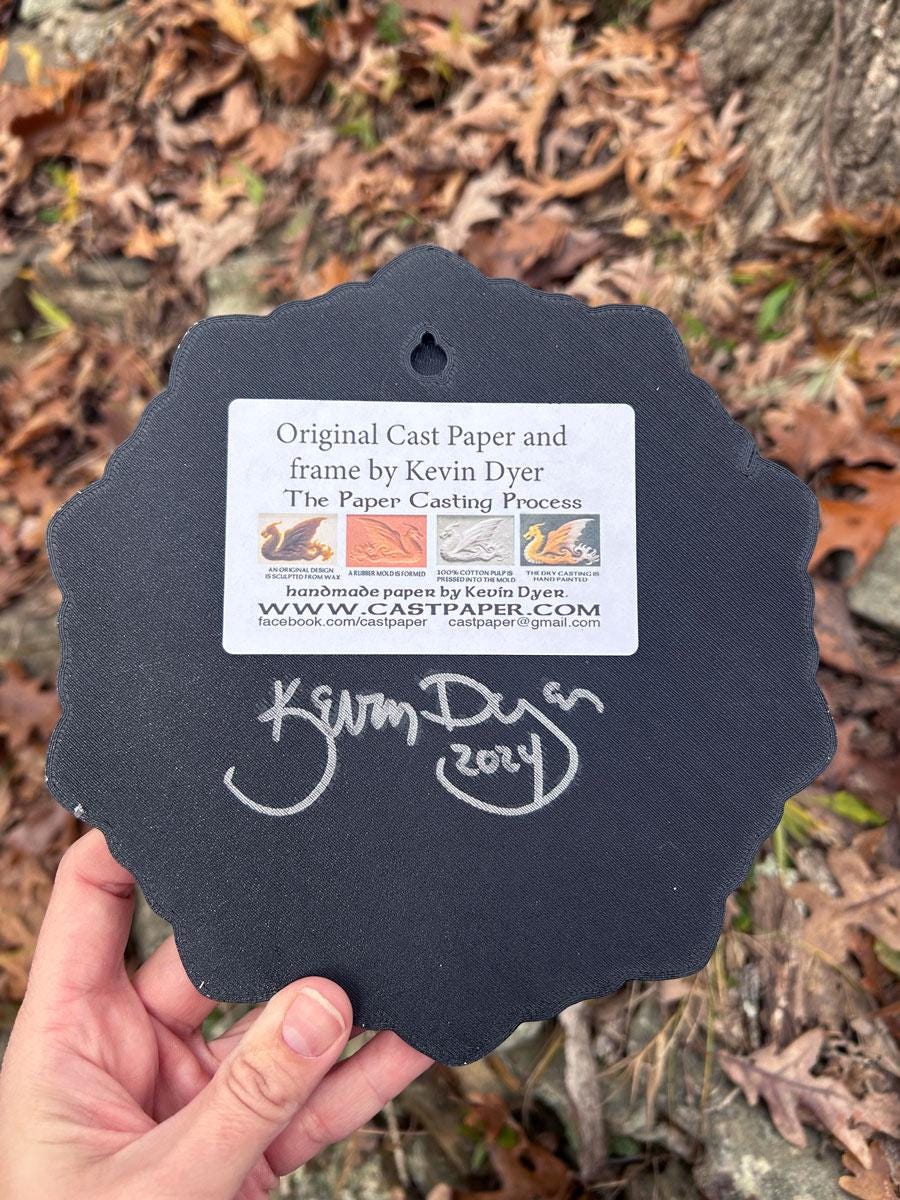 Original Cast Paper and
frame by Kevin Dyer
The Paper Casting Process
AN ORIGINAL DESIGN
IS SCULPTED FROM WAX
A RUBBER MOLD IS FORMED
100% COTTON PULP IS
PRESSED INTO THE MOLD
THE DRY CASTING IS
HAND PAINTED
handmade paper by Kevin Dyer.
WWW.CASTPAPER.COM
facebook.com/castpaper castpaper@gmail.com
Kevin Dyer
2024